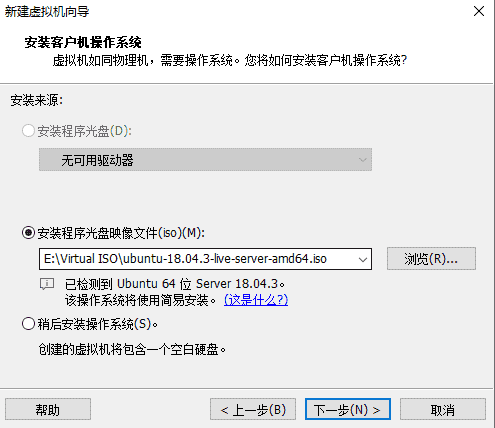 新建虚拟机向导
安装客户机操作系统
虚拟机如同物理机，需要操作系统。您将如何安装客户机操作系统?
安装来源:
安装程序光盘(D):
无可用驱动器
安装程序光盘映像文件(iso)(M):
E:\Virtual ISO\ubuntu-18.04.3-live-server-amd64.iso
浏览(R)...
已检测到 Ubuntu 64 位 Server 18.04.3。
该操作系统将使用简易安装。 (这是什么?)
稍后安装操作系统(S)。
创建的虚拟机将包含一个空白硬盘。
帮助
< 上一步(B)
下一步(N) >
取消